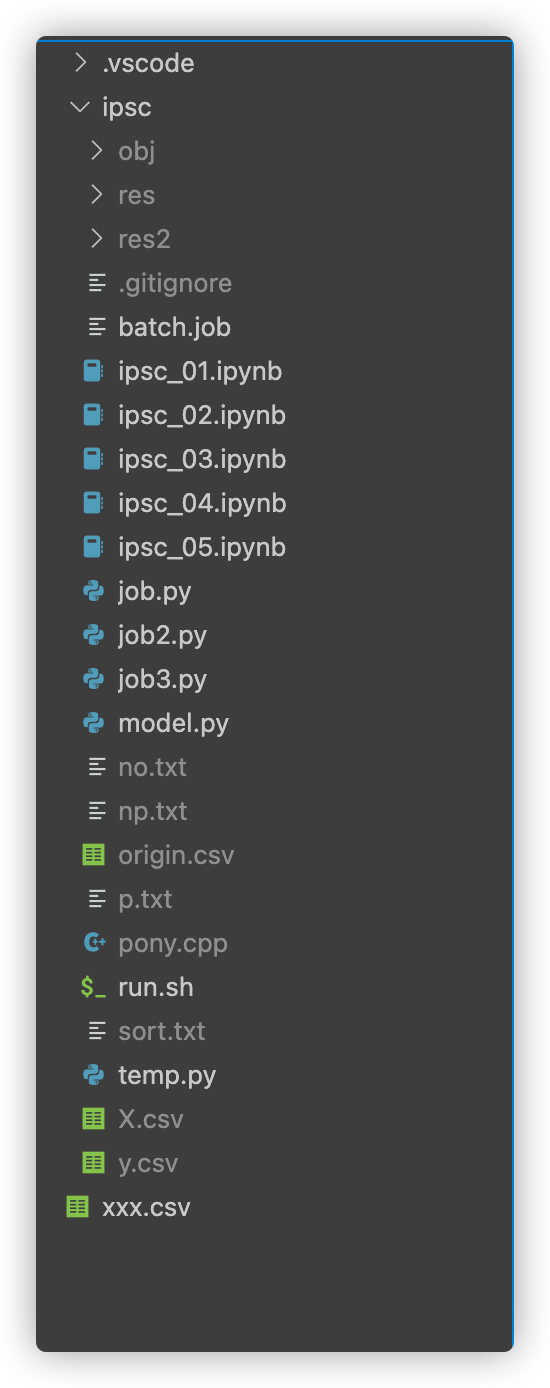 .vscode
ipsc
obj
res
res2
.gitignore
batch.job
ipsc_01.ipynb
ipsc_02.ipynb
ipsc_03.ipynb
ipsc_04.ipynb
ipsc_05.ipynb
job.py
job2.py
job3.py
model.py
no.txt
np.txt
origin.csv
p.txt
pony.cpp
$_ run.sh
sort.txt
temp.py
X.csv
y.csv
xxx.csv